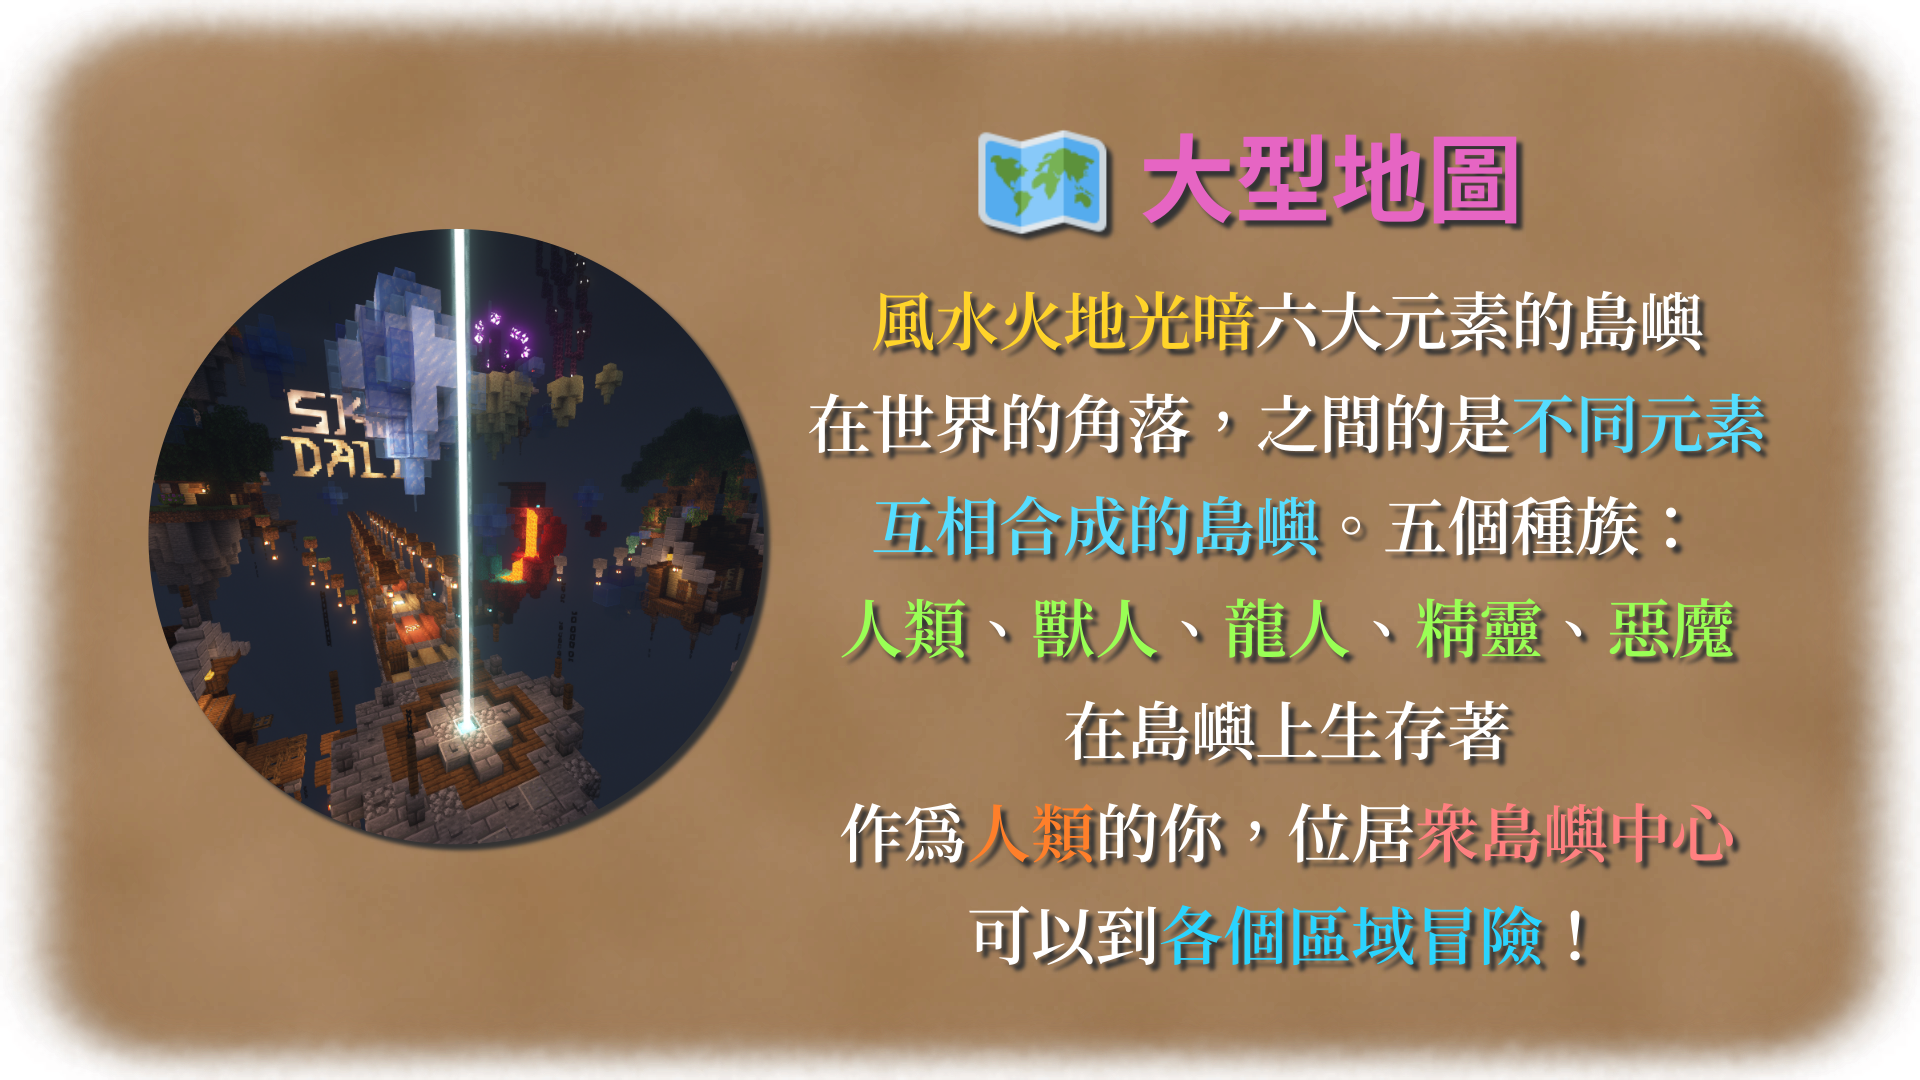 大型地圖
風水火地光暗六大元素的島嶼
在世界的角落，之間的是不同元素
互相合成的島嶼。五個種族：
人類、獸人、龍人、精靈、惡魔
在島嶼上生存著
作爲人類的你，位居衆島嶼中心
可以到各個區域冒險！